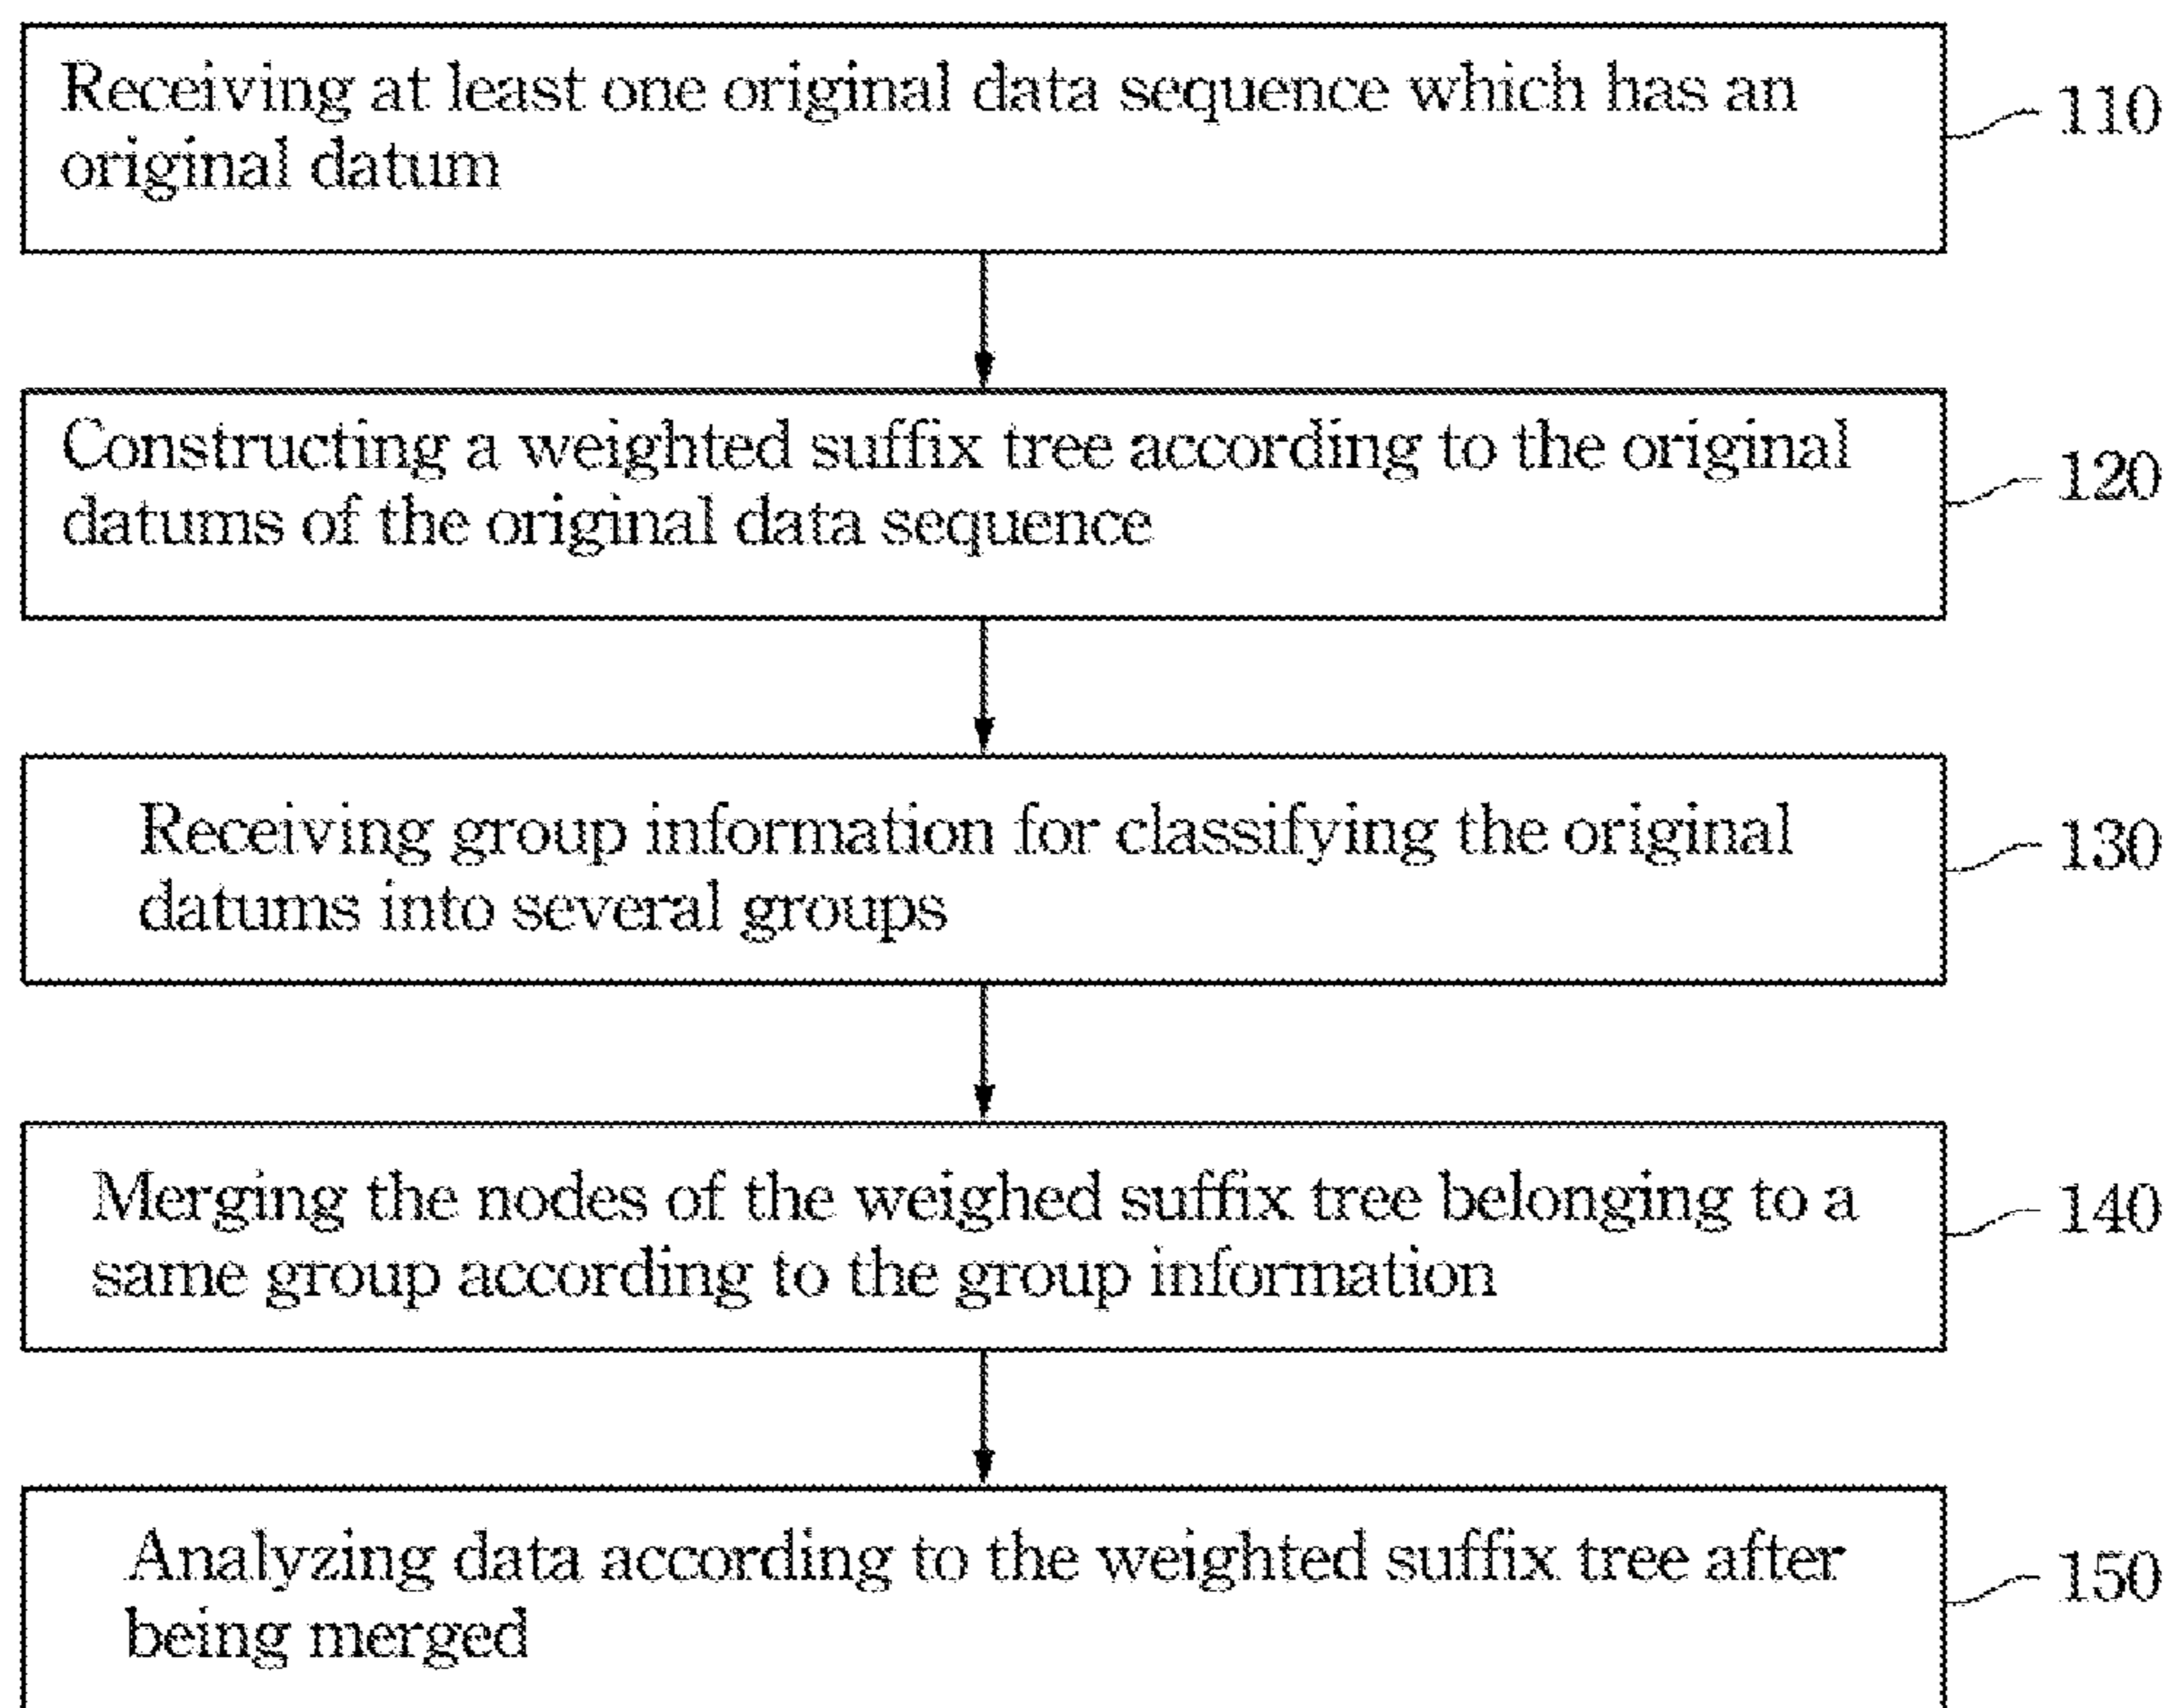 Receiving at least one original data sequence which has an
original datum
110
Constructing a weighted suffix tree according to the original
datums of the original data sequence
120
Receiving group information for classifying the original
datums into several groups
130
Merging the nodes of the weighed suffix tree belonging to a
same group according to the group information
140
Analyzing data according to the weighted suffix tree after
being merged
150